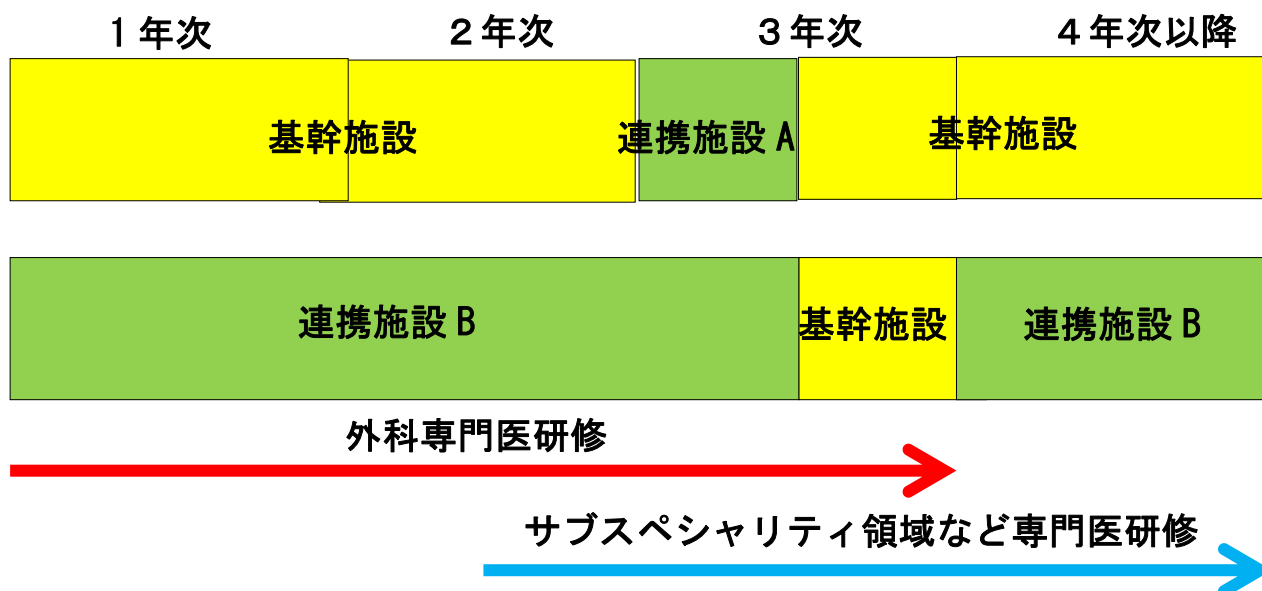 １年次 ２年次 ３年次 ４年次以降
基幹施設 連携施設 A 基幹施設
連携施設 B 基幹施設 連携施設 B
外科専門医研修
サブスペシャリティ領域など専門医研修